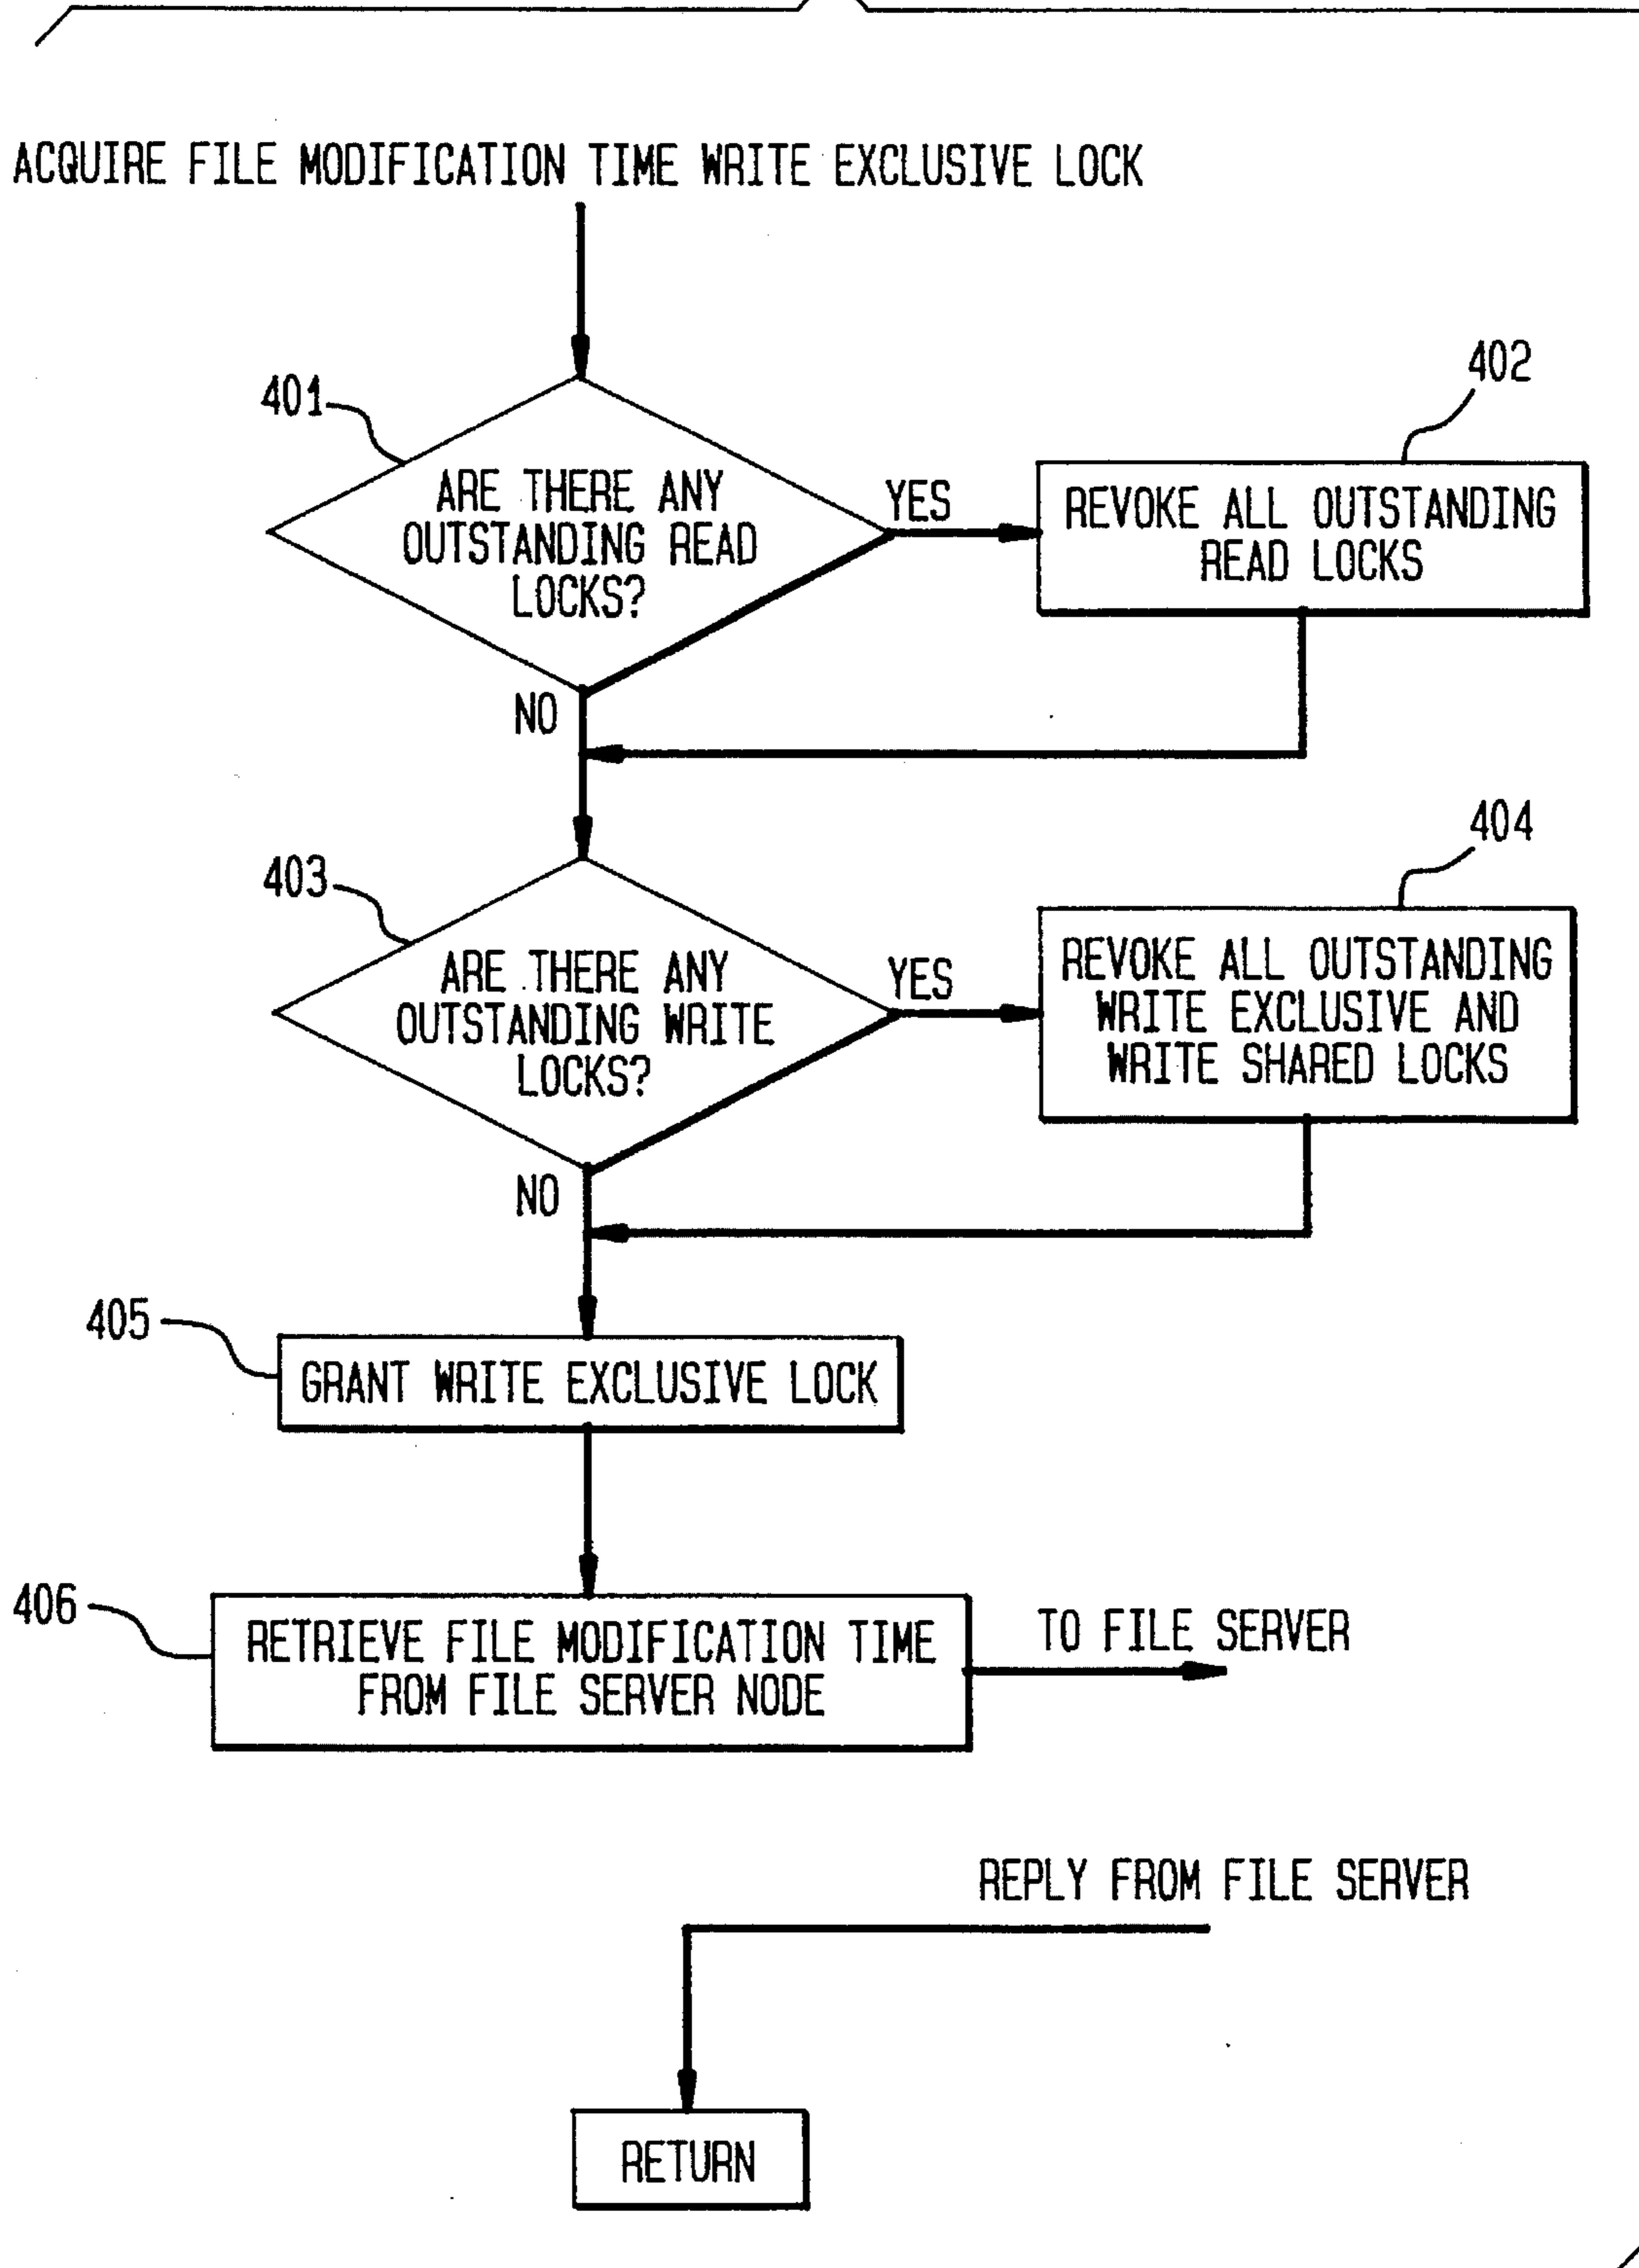 ACQUIRE FILE MODIFICATION TIME WRITE EXCLUSIVE LOCK
401
402
ARE THERE ANY
OUTSTANDING READ
LOCKS?
YES
REVOKE ALL OUTSTANDING
READ LOCKS
NO
403
404
ARE THERE ANY
OUTSTANDING WRITE
LOCKS?
YES
REVOKE ALL OUTSTANDING
WRITE EXCLUSIVE AND
WRITE SHARED LOCKS
NO
405
GRANT WRITE EXCLUSIVE LOCK
406
RETRIEVE FILE MODIFICATION TIME
FROM FILE SERVER NODE
TO FILE SERVER
REPLY FROM FILE SERVER
RETURN